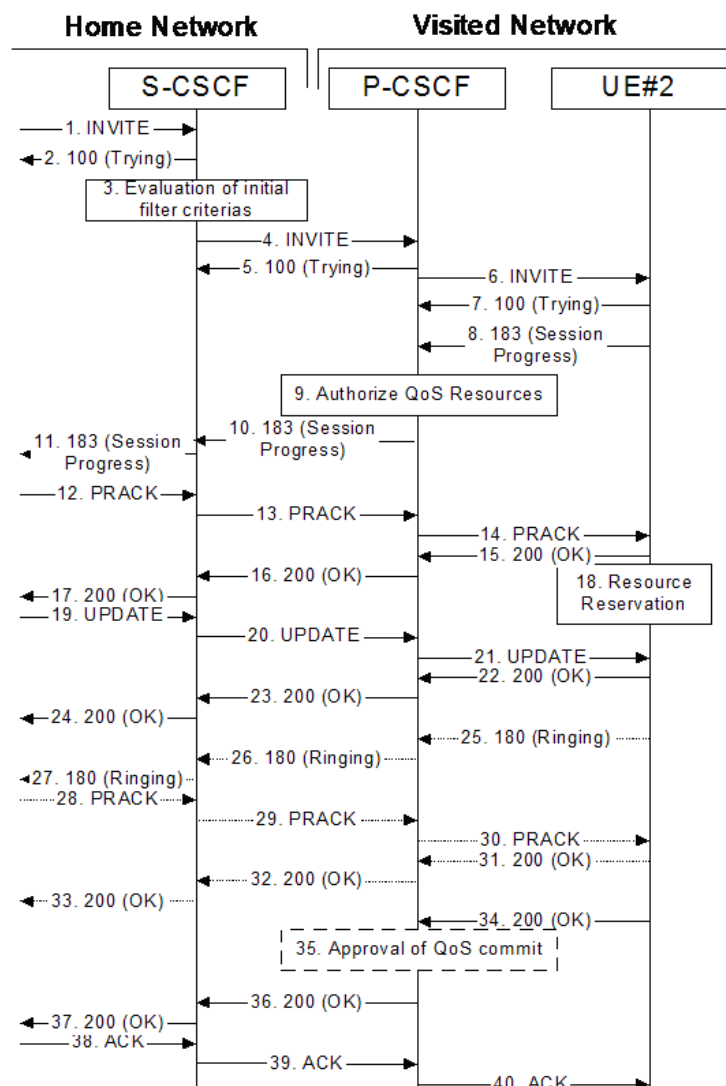 Home Network
Visited Network
S-CSCF
P-CSCF
UE#2
1. INVITE
2. 100 (Trying)
3. Evaluation of initial
filter criterias
4. INVITE
5. 100 (Trying)
6. INVITE
7. 100 (Trying)
8. 183 (Session
Progress)
9. Authorize QoS Resources
10. 183 (Session
Progress)
11. 183 (Session
Progress)
12. PRACK
13. PRACK
14. PRACK
15. 200 (OK)
16. 200 (OK)
17. 200 (OK)
18. Resource
Reservation
19. UPDATE
20. UPDATE
21. UPDATE
22. 200 (OK)
23. 200 (OK)
24. 200 (OK)
25. 180 (Ringing)
26. 180 (Ringing)
27. 180 (Ringing)
28. PRACK
29. PRACK
30. PRACK
31. 200 (OK)
32. 200 (OK)
33. 200 (OK)
34. 200 (OK)
35. Approval of QoS commit
36. 200 (OK)
37. 200 (OK)
38. ACK
39. ACK
40. ACK